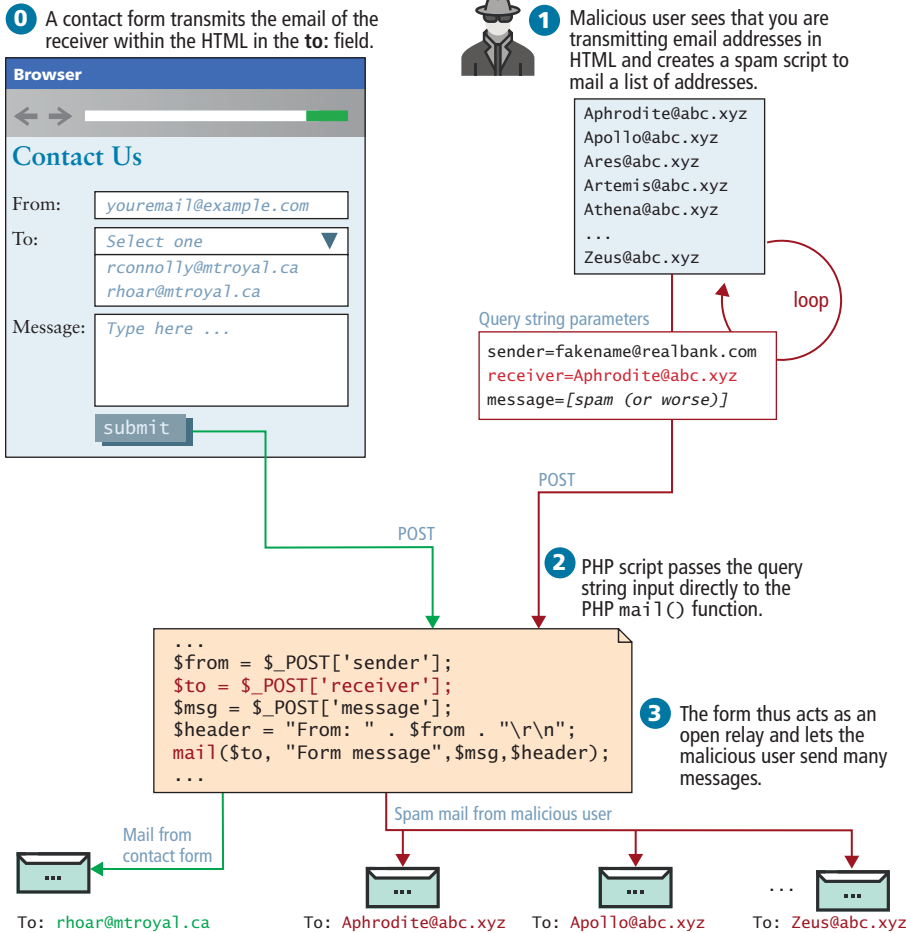 0 A contact form transmits the email of the
receiver within the HTML in the to: field.
Browser
Contact Us
From:
youremail@example.com
To:
Select one
rconnolly@mtroyal.ca
rhoar@mtroyal.ca
Message:
Type here ...
submit
POST
1 Malicious user sees that you are
transmitting email addresses in
HTML and creates a spam script to
mail a list of addresses.
Aphrodite@abc.xyz
Apollo@abc.xyz
Ares@abc.xyz
Artemis@abc.xyz
Athena@abc.xyz
...
Zeus@abc.xyz
loop
Query string parameters
sender=fakename@realbank.com
receiver=Aphrodite@abc.xyz
message=[spam (or worse)]
POST
2 PHP script passes the query
string input directly to the
PHP mail() function.
...
$from = $_POST['sender'];
$to = $_POST['receiver'];
$msg = $_POST['message'];
$header = "From: " . $from . "\r\n";
mail($to, "Form message",$msg,$header);
...
3 The form thus acts as an
open relay and lets the
malicious user send many
messages.
Mail from
contact form
Spam mail from malicious user
...
...
...
...
...
To: rhoar@mtroyal.ca
To: Aphrodite@abc.xyz
To: Apollo@abc.xyz
To: Zeus@abc.xyz